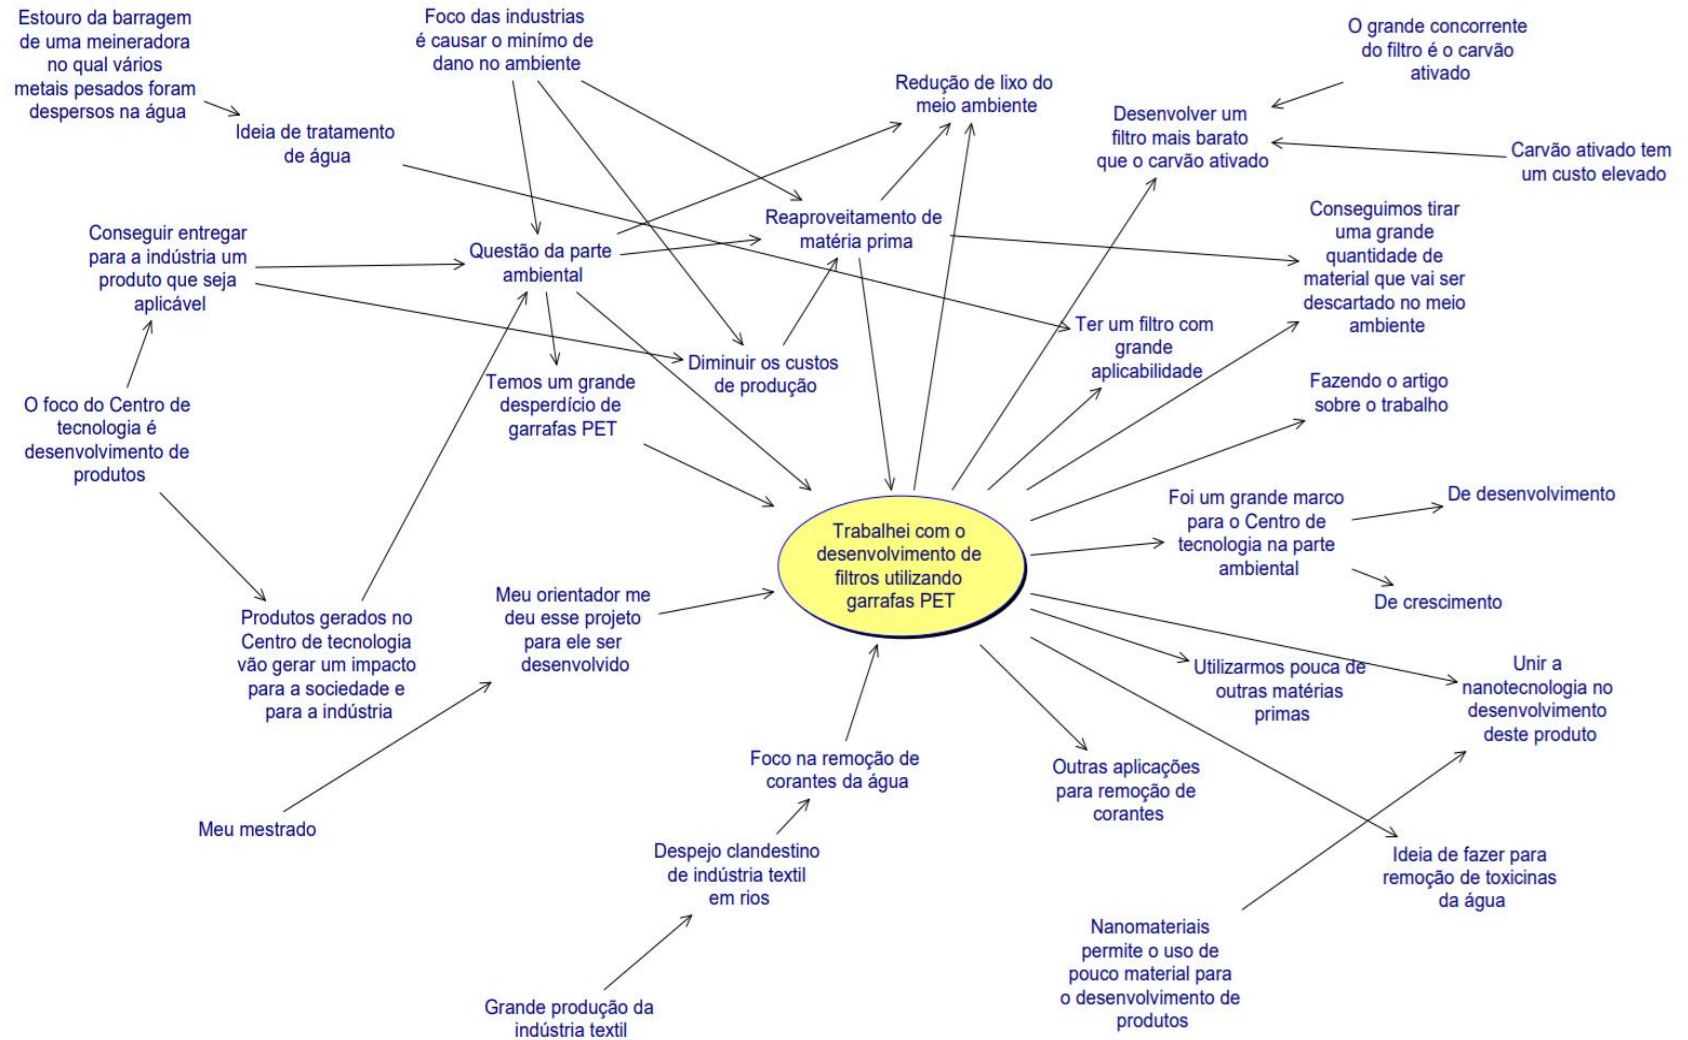 Estouro da barragem
de uma meineradora
no qual vários
metais pesados foram
despersos na água
Foco das industrias
é causar o minímo de
dano no ambiente
O grande concorrente
do filtro é o carvão
ativado
Redução de lixo do
meio ambiente
Desenvolver um
filtro mais barato
que o carvão ativado
Ideia de tratamento
de água
Carvão ativado tem
um custo elevado
Conseguimos tirar
uma grande
quantidade de
material que vai ser
descartado no meio
ambiente
Reaproveitamento de
matéria prima
Conseguir entregar
para a indústria um
produto que seja
aplicável
Questão da parte
ambiental
Ter um filtro com
grande
aplicabilidade
Diminuir os custos
de produção
Temos um grande
desperdício de
garrafas PET
Fazendo o artigo
sobre o trabalho
O foco do Centro de
tecnologia é
desenvolvimento de
produtos
Foi um grande marco
para o Centro de
tecnologia na parte
ambiental
De desenvolvimento
De crescimento
Trabalhei com o
desenvolvimento de
filtros utilizando
garrafas PET
Meu orientador me
deu esse projeto
para ele ser
desenvolvido
Produtos gerados no
Centro de tecnologia
vão gerar um impacto
para a sociedade e
para a indústria
Utilizarmos pouca de
outras matérias
primas
Unir a
nanotecnologia no
desenvolvimento
deste produto
Foco na remoção de
corantes da água
Outras aplicações
para remoção de
corantes
Meu mestrado
Despejo clandestino
de indústria textil
em rios
Ideia de fazer para
remoção de toxicinas
da água
Nanomateriais
permite o uso de
pouco material para
o desenvolvimento de
produtos
Grande produção da
indústria textil